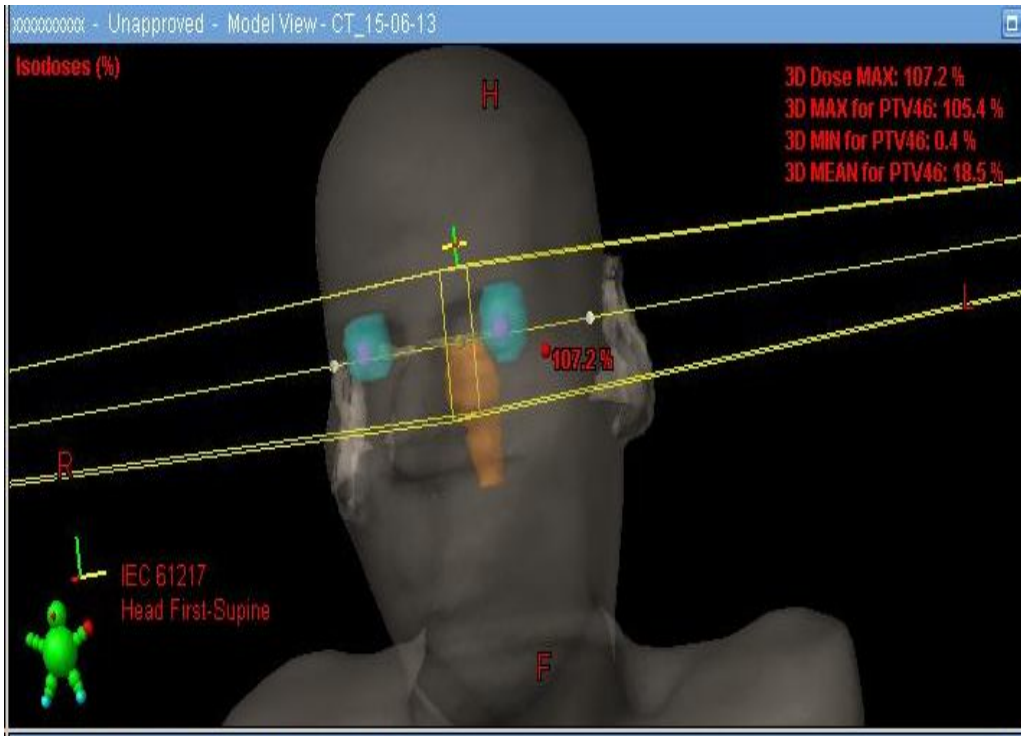 xxxxxxxxxx - Unapproved - Model View - CT_15-06-13
Isodoses (%)
3D Dose MAX: 107.2 %
3D MAX for PTV46: 105.4 %
3D MIN for PTV46: 0.4 %
3D MEAN for PTV46: 18.5 %
H
L
107.2 %
R
IEC 61217
Head First-Supine
F